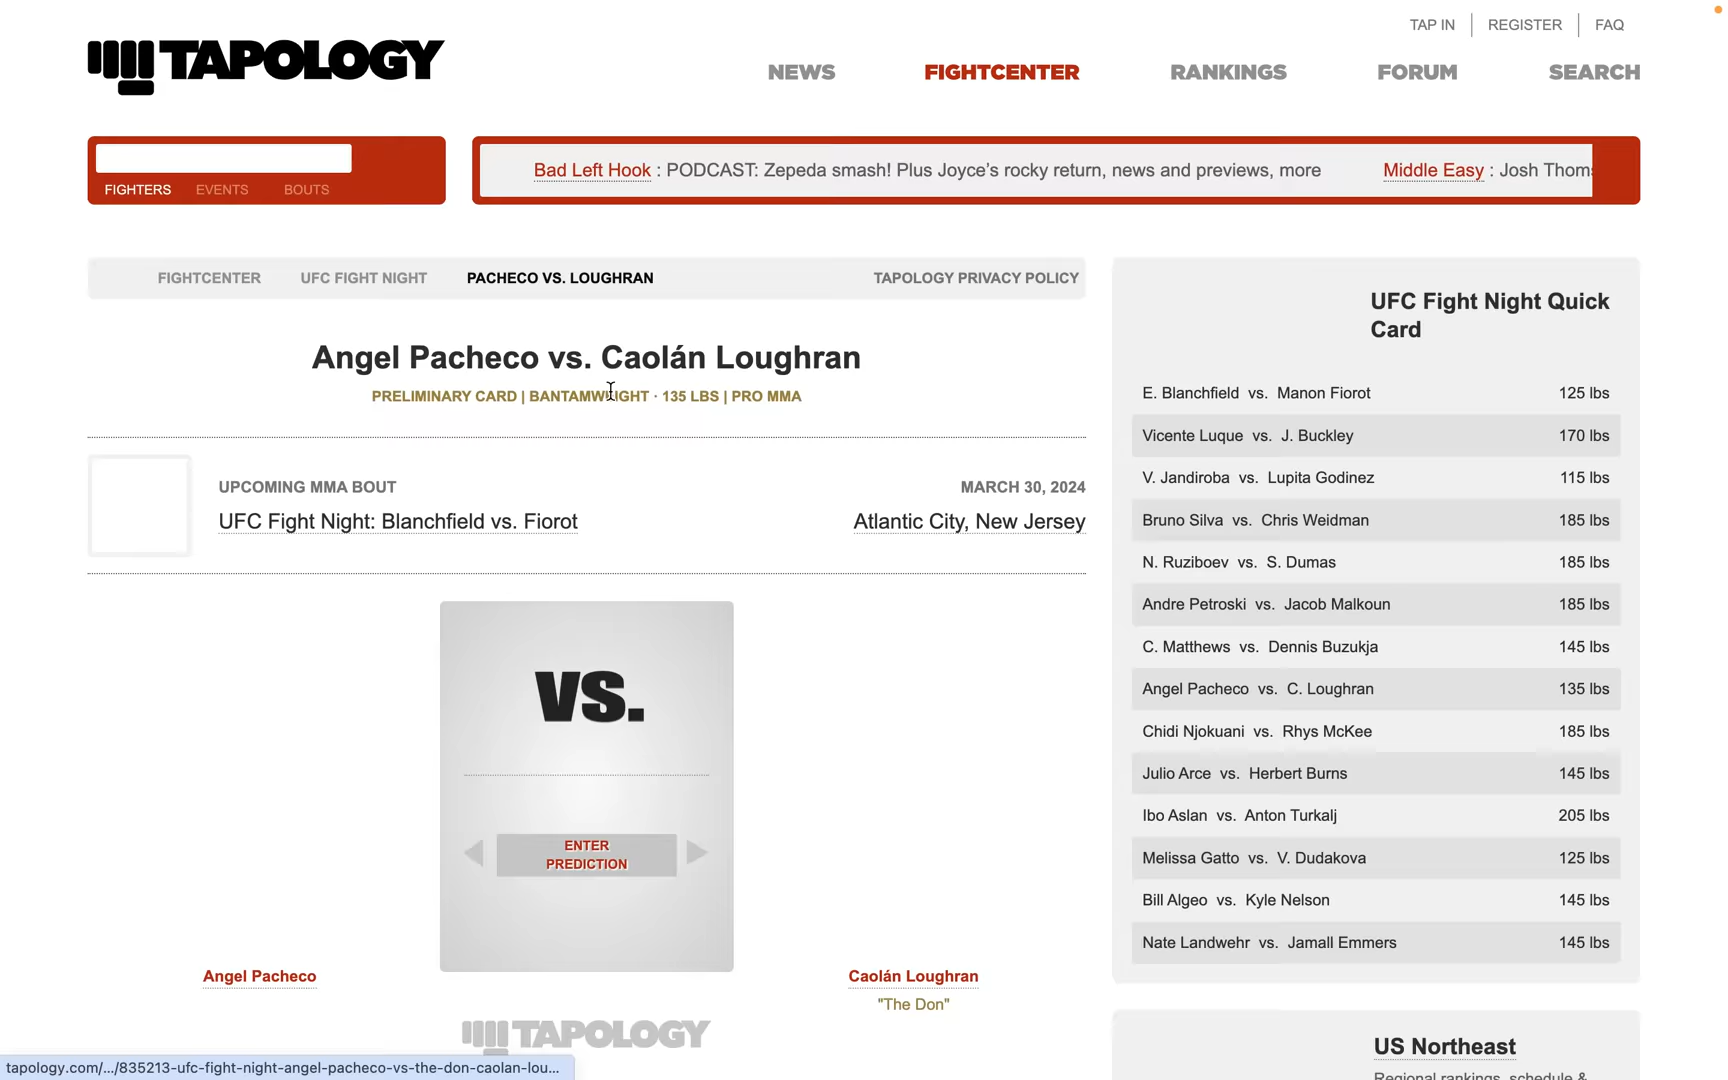 TAP IN
REGISTER
FAQ
TAPOLOGY
NEWS
FIGHTCENTER
RANKINGS
FORUM
SEARCH
FIGHTERS
EVENTS
BOUTS
Bad Left Hook : PODCAST: Zepeda smash! Plus Joyce’s rocky return, news and previews, more
Middle Easy : Josh Thoms
FIGHTCENTER
UFC FIGHT NIGHT
PACHECO VS. LOUGHRAN
TAPOLOGY PRIVACY POLICY
Angel Pacheco vs. Caolán Loughran
PRELIMINARY CARD | BANTAMWEIGHT · 135 LBS | PRO MMA
UPCOMING MMA BOUT
MARCH 30, 2024
UFC Fight Night: Blanchfield vs. Fiorot
Atlantic City, New Jersey
VS.
ENTER
PREDICTION
Angel Pacheco
Caolán Loughran
"The Don"
TAPOLOGY
UFC Fight Night Quick
Card
E. Blanchfield vs. Manon Fiorot 125 lbs
Vicente Luque vs. J. Buckley 170 lbs
V. Jandiroba vs. Lupita Godinez 115 lbs
Bruno Silva vs. Chris Weidman 185 lbs
N. Ruziboev vs. S. Dumas 185 lbs
Andre Petroski vs. Jacob Malkoun 185 lbs
C. Matthews vs. Dennis Buzukja 145 lbs
Angel Pacheco vs. C. Loughran 135 lbs
Chidi Njokuani vs. Rhys McKee 185 lbs
Julio Arce vs. Herbert Burns 145 lbs
Ibo Aslan vs. Anton Turkalj 205 lbs
Melissa Gatto vs. V. Dudakova 125 lbs
Bill Algeo vs. Kyle Nelson 145 lbs
Nate Landwehr vs. Jamall Emmers 145 lbs
US Northeast
Regional rankings, schedule &
tapology.com/.../835213-ufc-fight-night-angel-pacheco-vs-the-don-caolan-lou...